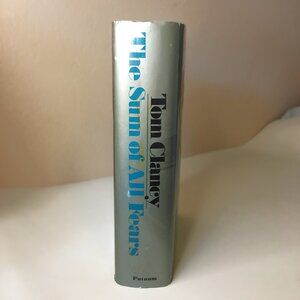 Tom Clancy
The Sum of All Fears
Putnam